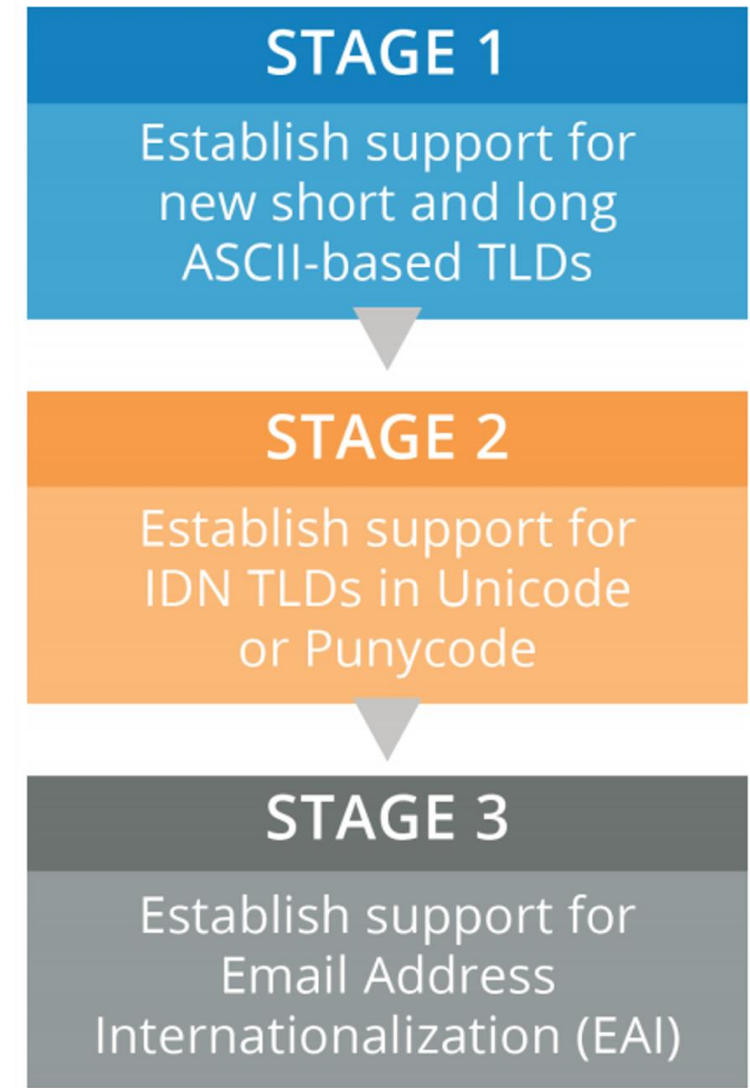 STAGE 1
Establish support for
new short and long
ASCII-based TLDs
STAGE 2
Establish support for
IDN TLDs in Unicode
or Punycode
STAGE 3
Establish support for
Email Address
Internationalization (EAI)